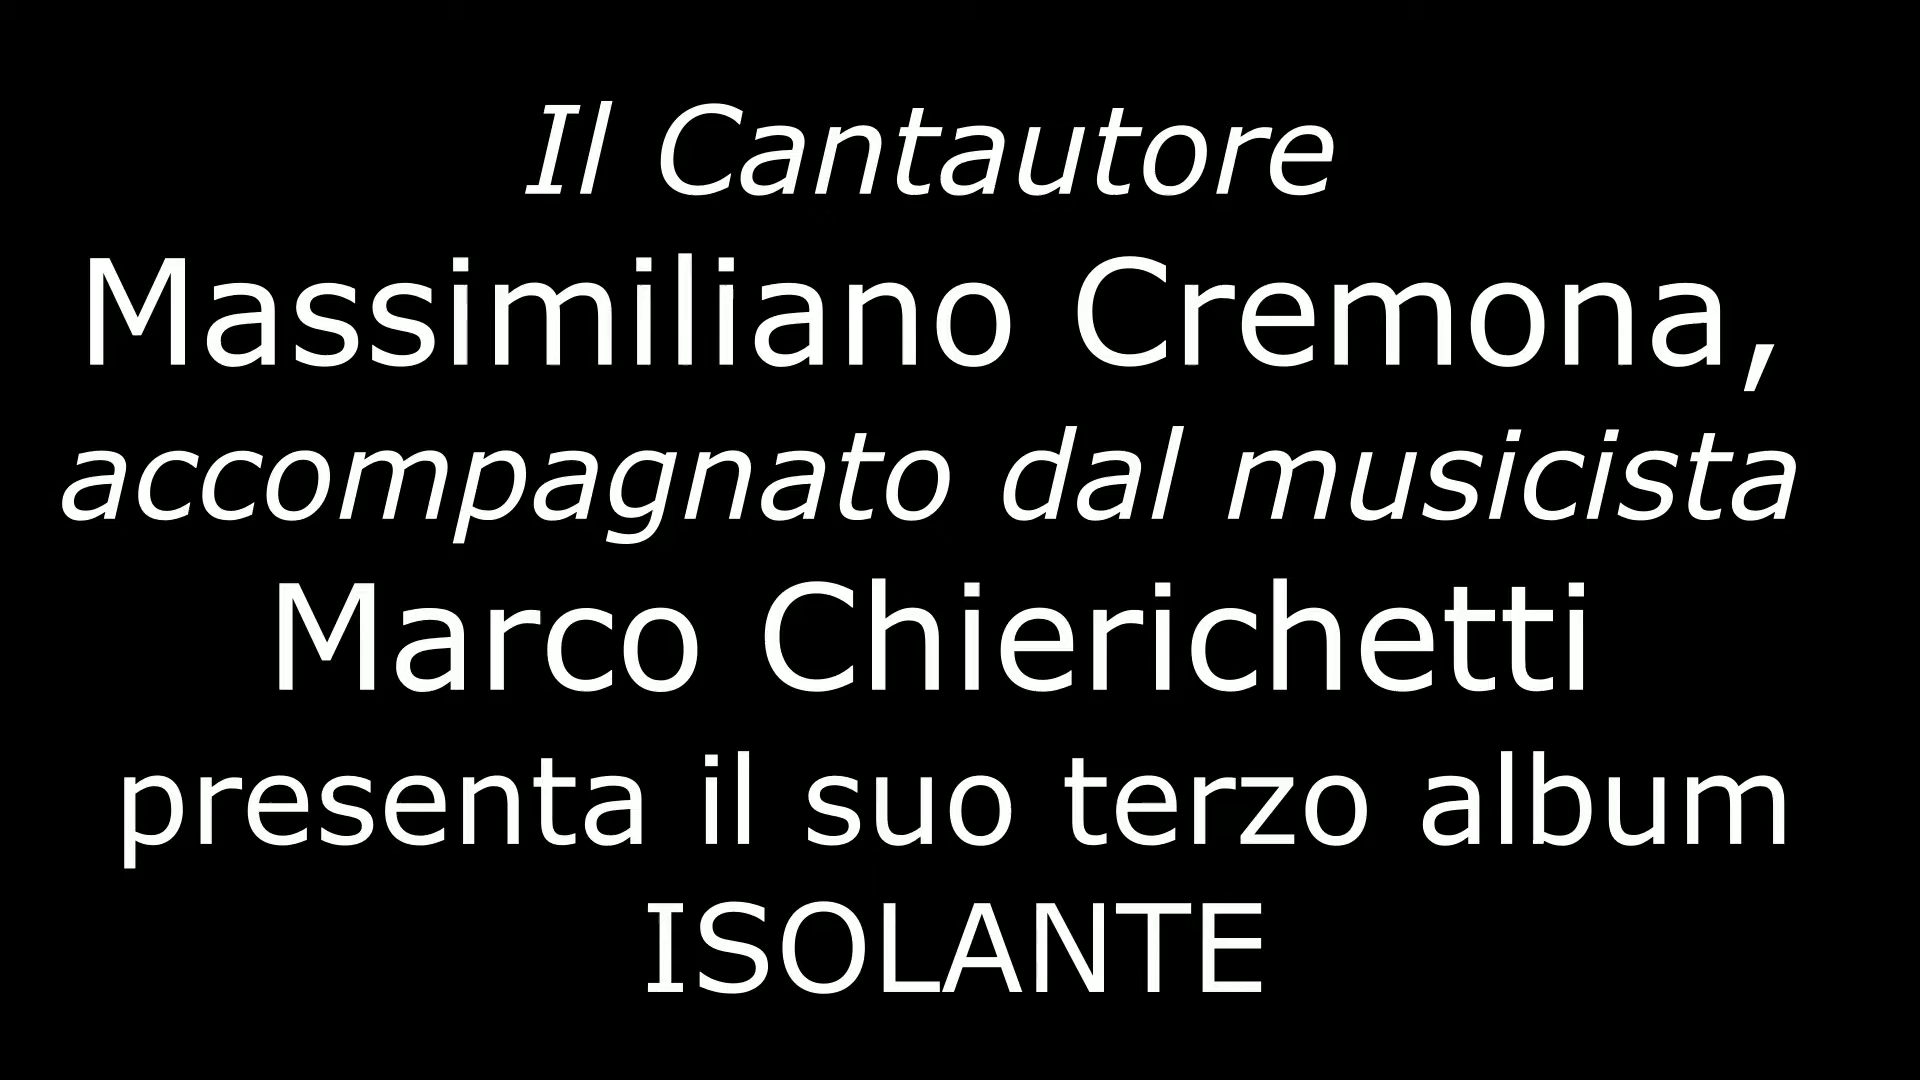 Il Cantautore
Massimiliano Cremona,
accompagnato dal musicista
Marco Chierichetti
presenta il suo terzo album
ISOLANTE